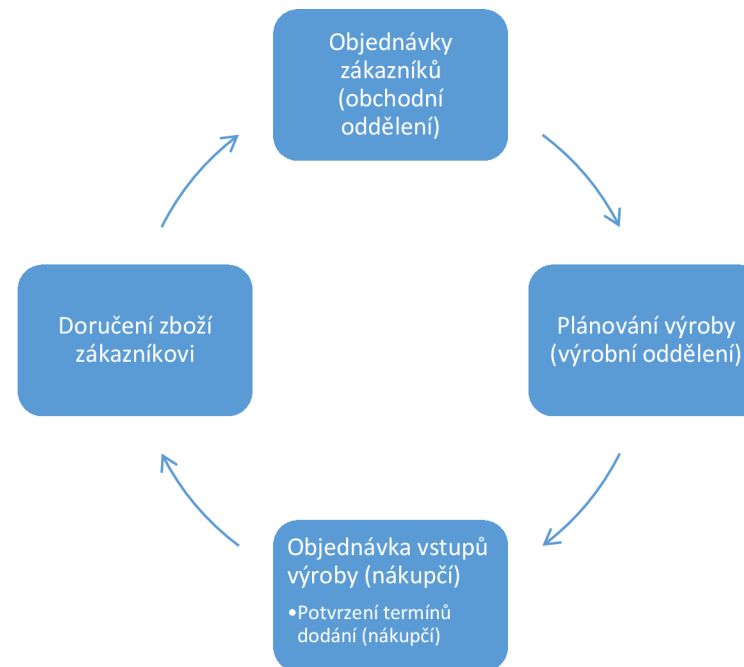 Objednávky
zákazníků
(obchodní
oddělení)
Plánování výroby
(výrobní oddělení)
Objednávka vstupů
výroby (nákupčí)
•Potvrzení termínů
dodání (nákupčí)
Doručení zboží
zákazníkovi